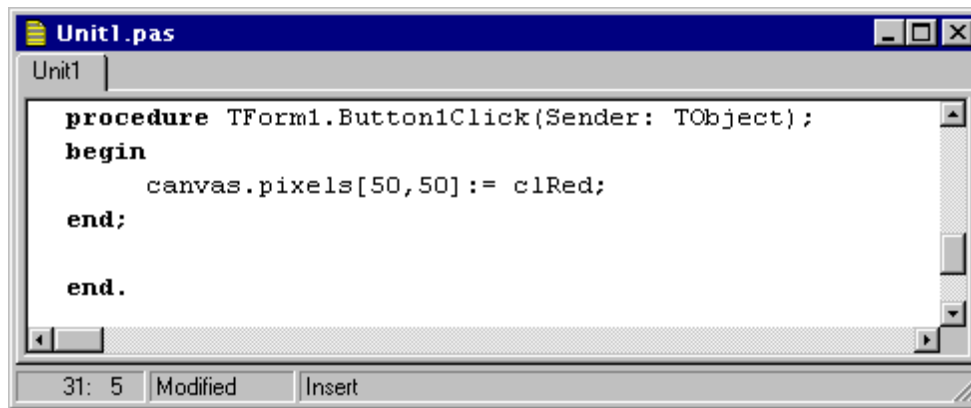 Unit1.pas
Unit1
procedure TForm1.Button1Click(Sender: TObject);
begin
canvas.pixels[50,50]:= clRed;
end;
end.
31: 5 Modified Insert